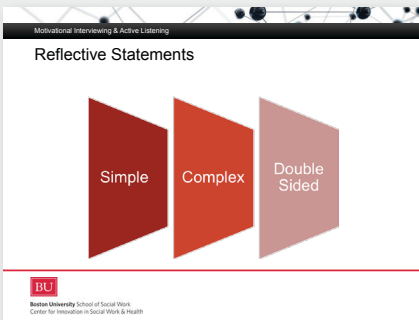 Motivational Interviewing & Active Listening
Reflective Statements
Simple
Complex
Double
Sided
BU
Boston University School of Social Work
Center for Innovation in Social Work & Health